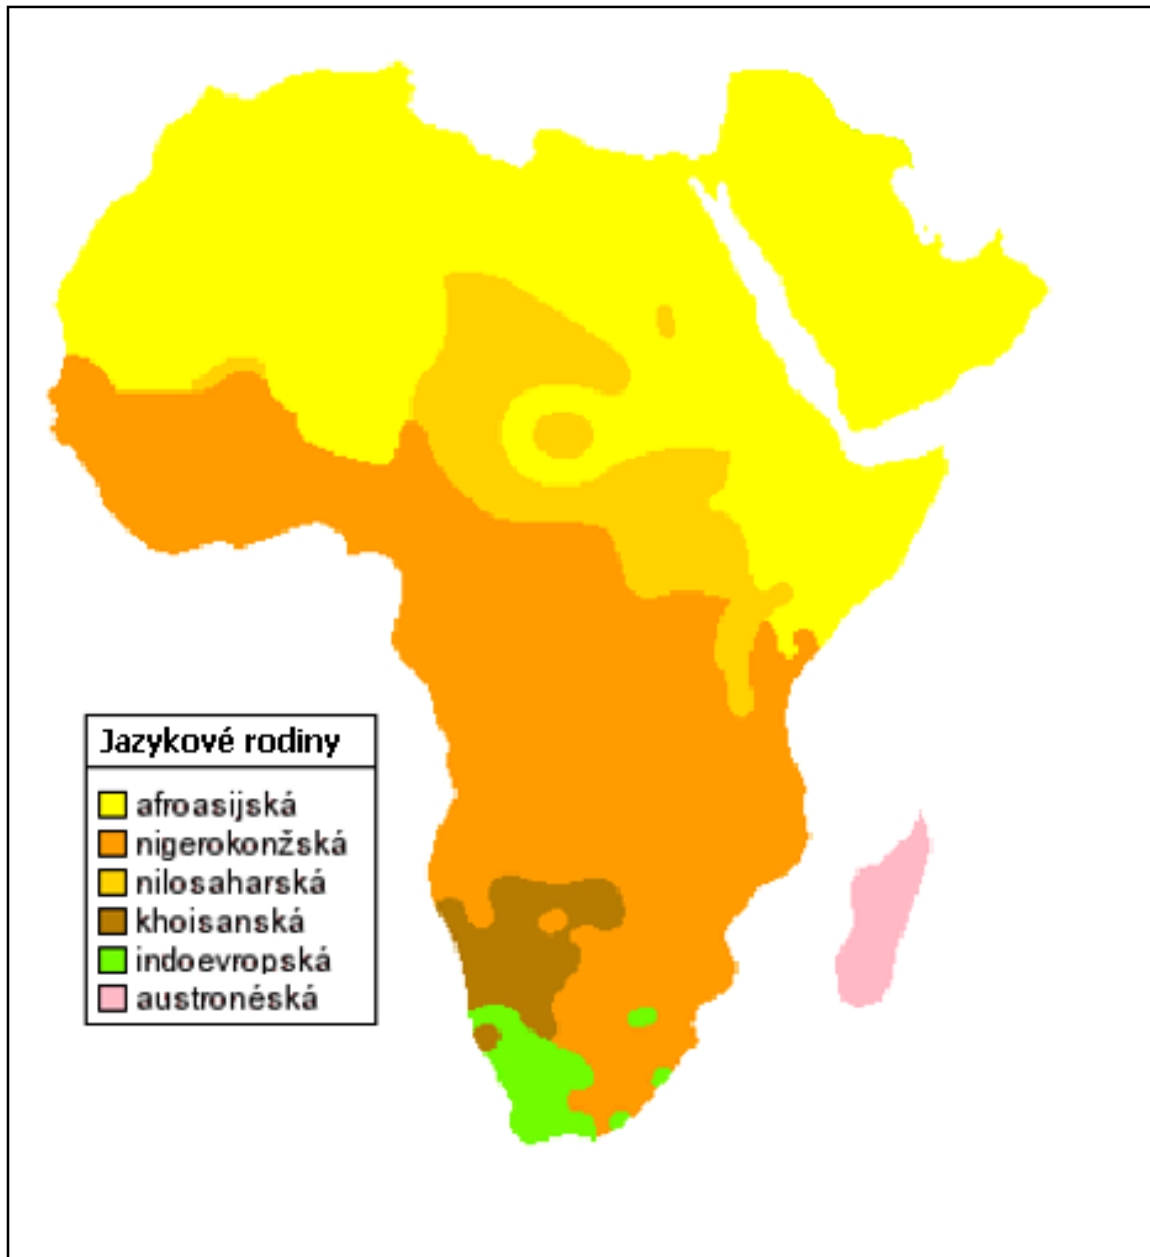 Jazykové rodiny
afroasijská
nigerokonžská
nilosaharská
khoisanská
indoevropská
austronéská